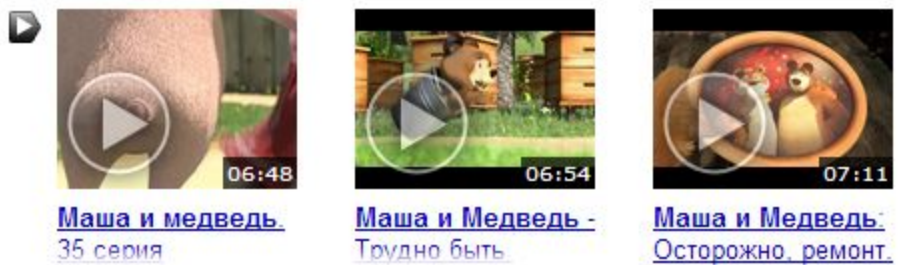 06:48
06:54
07:11
Маша и медведь.
35 серия
Маша и Медведь -
Трудно быть
Маша и Медведь:
Осторожно, ремонт.